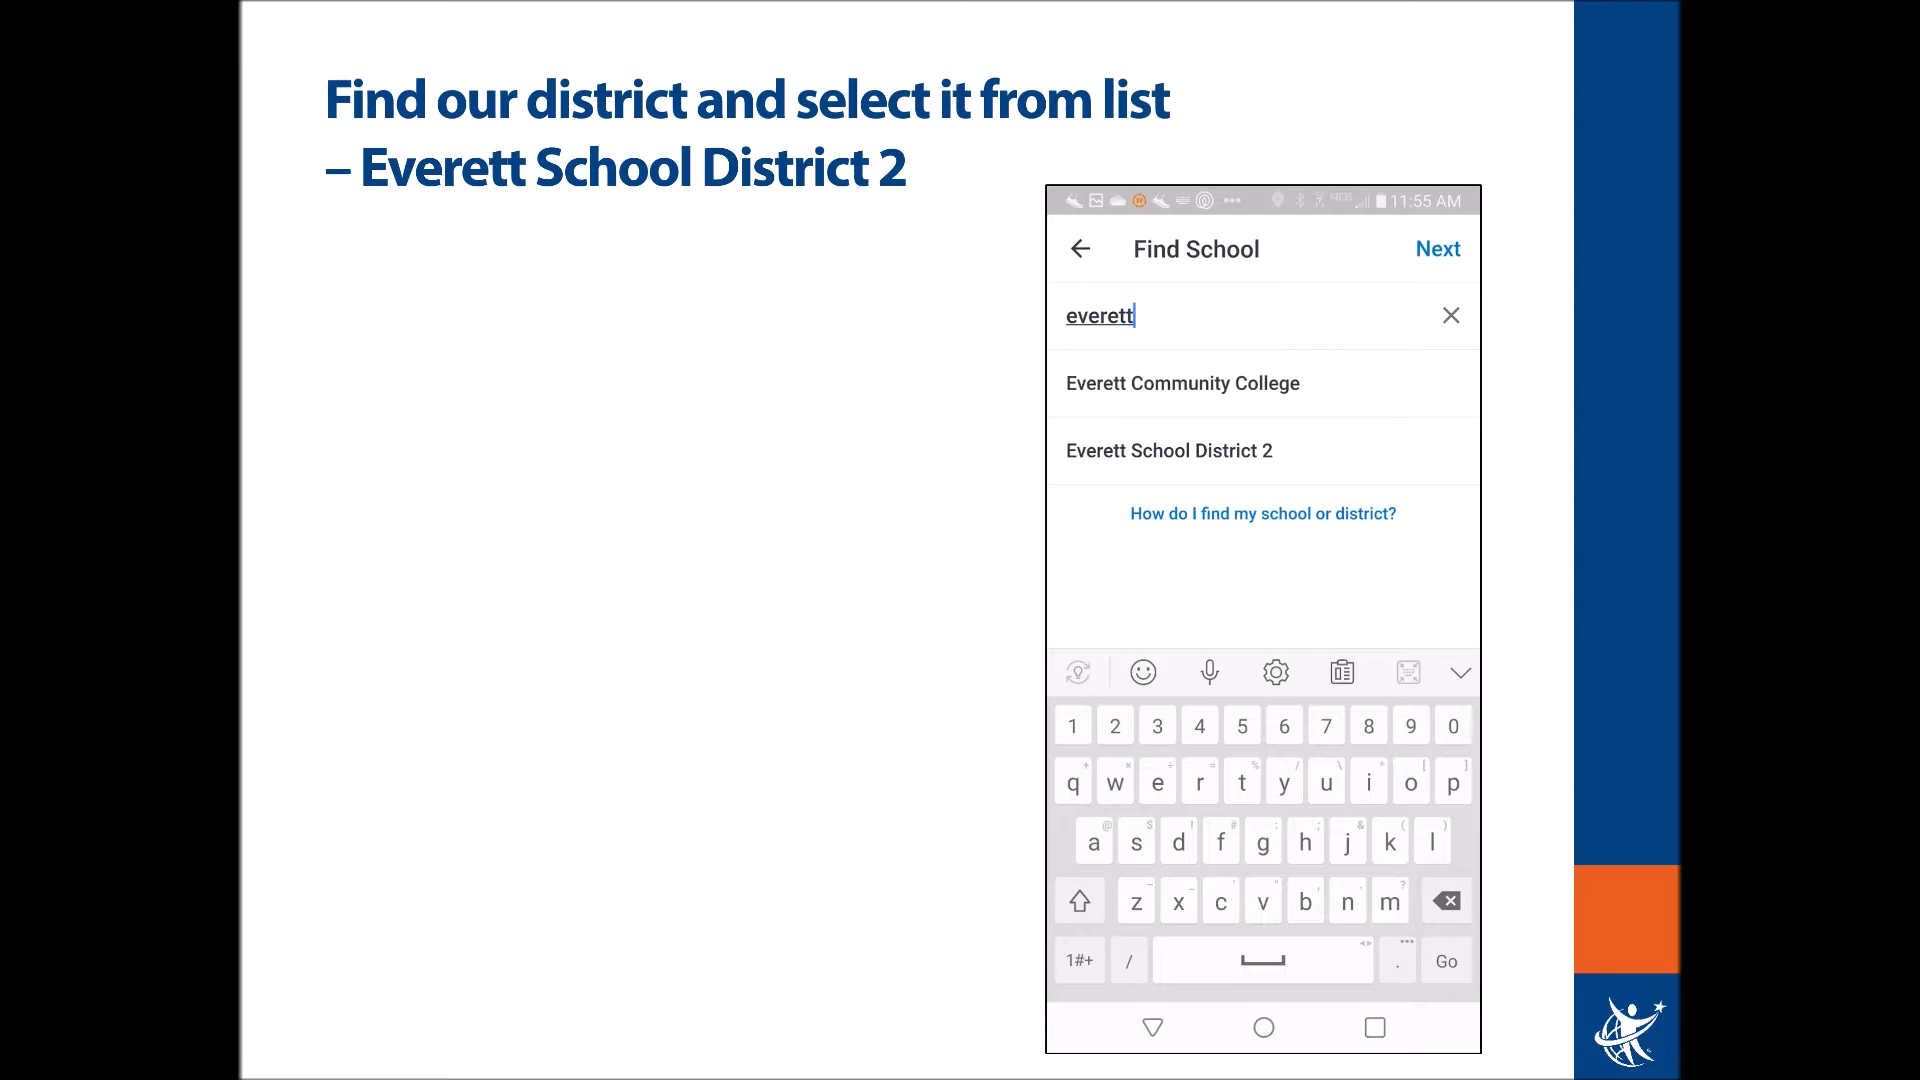 Find our district and select it from list
– Everett School District 2
11:55 AM
Find School
Next
everett
Everett Community College
Everett School District 2
How do I find my school or district?
1 2 3 4 5 6 7 8 9 0
q w e r t y u i o p
a s d f g h j k l
z x c v b n m
1#+ / . Go